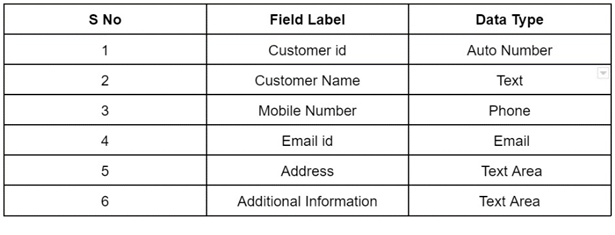 S No Field Label Data Type
1 Customer id Auto Number
2 Customer Name Text
3 Mobile Number Phone
4 Email id Email
5 Address Text Area
6 Additional Information Text Area